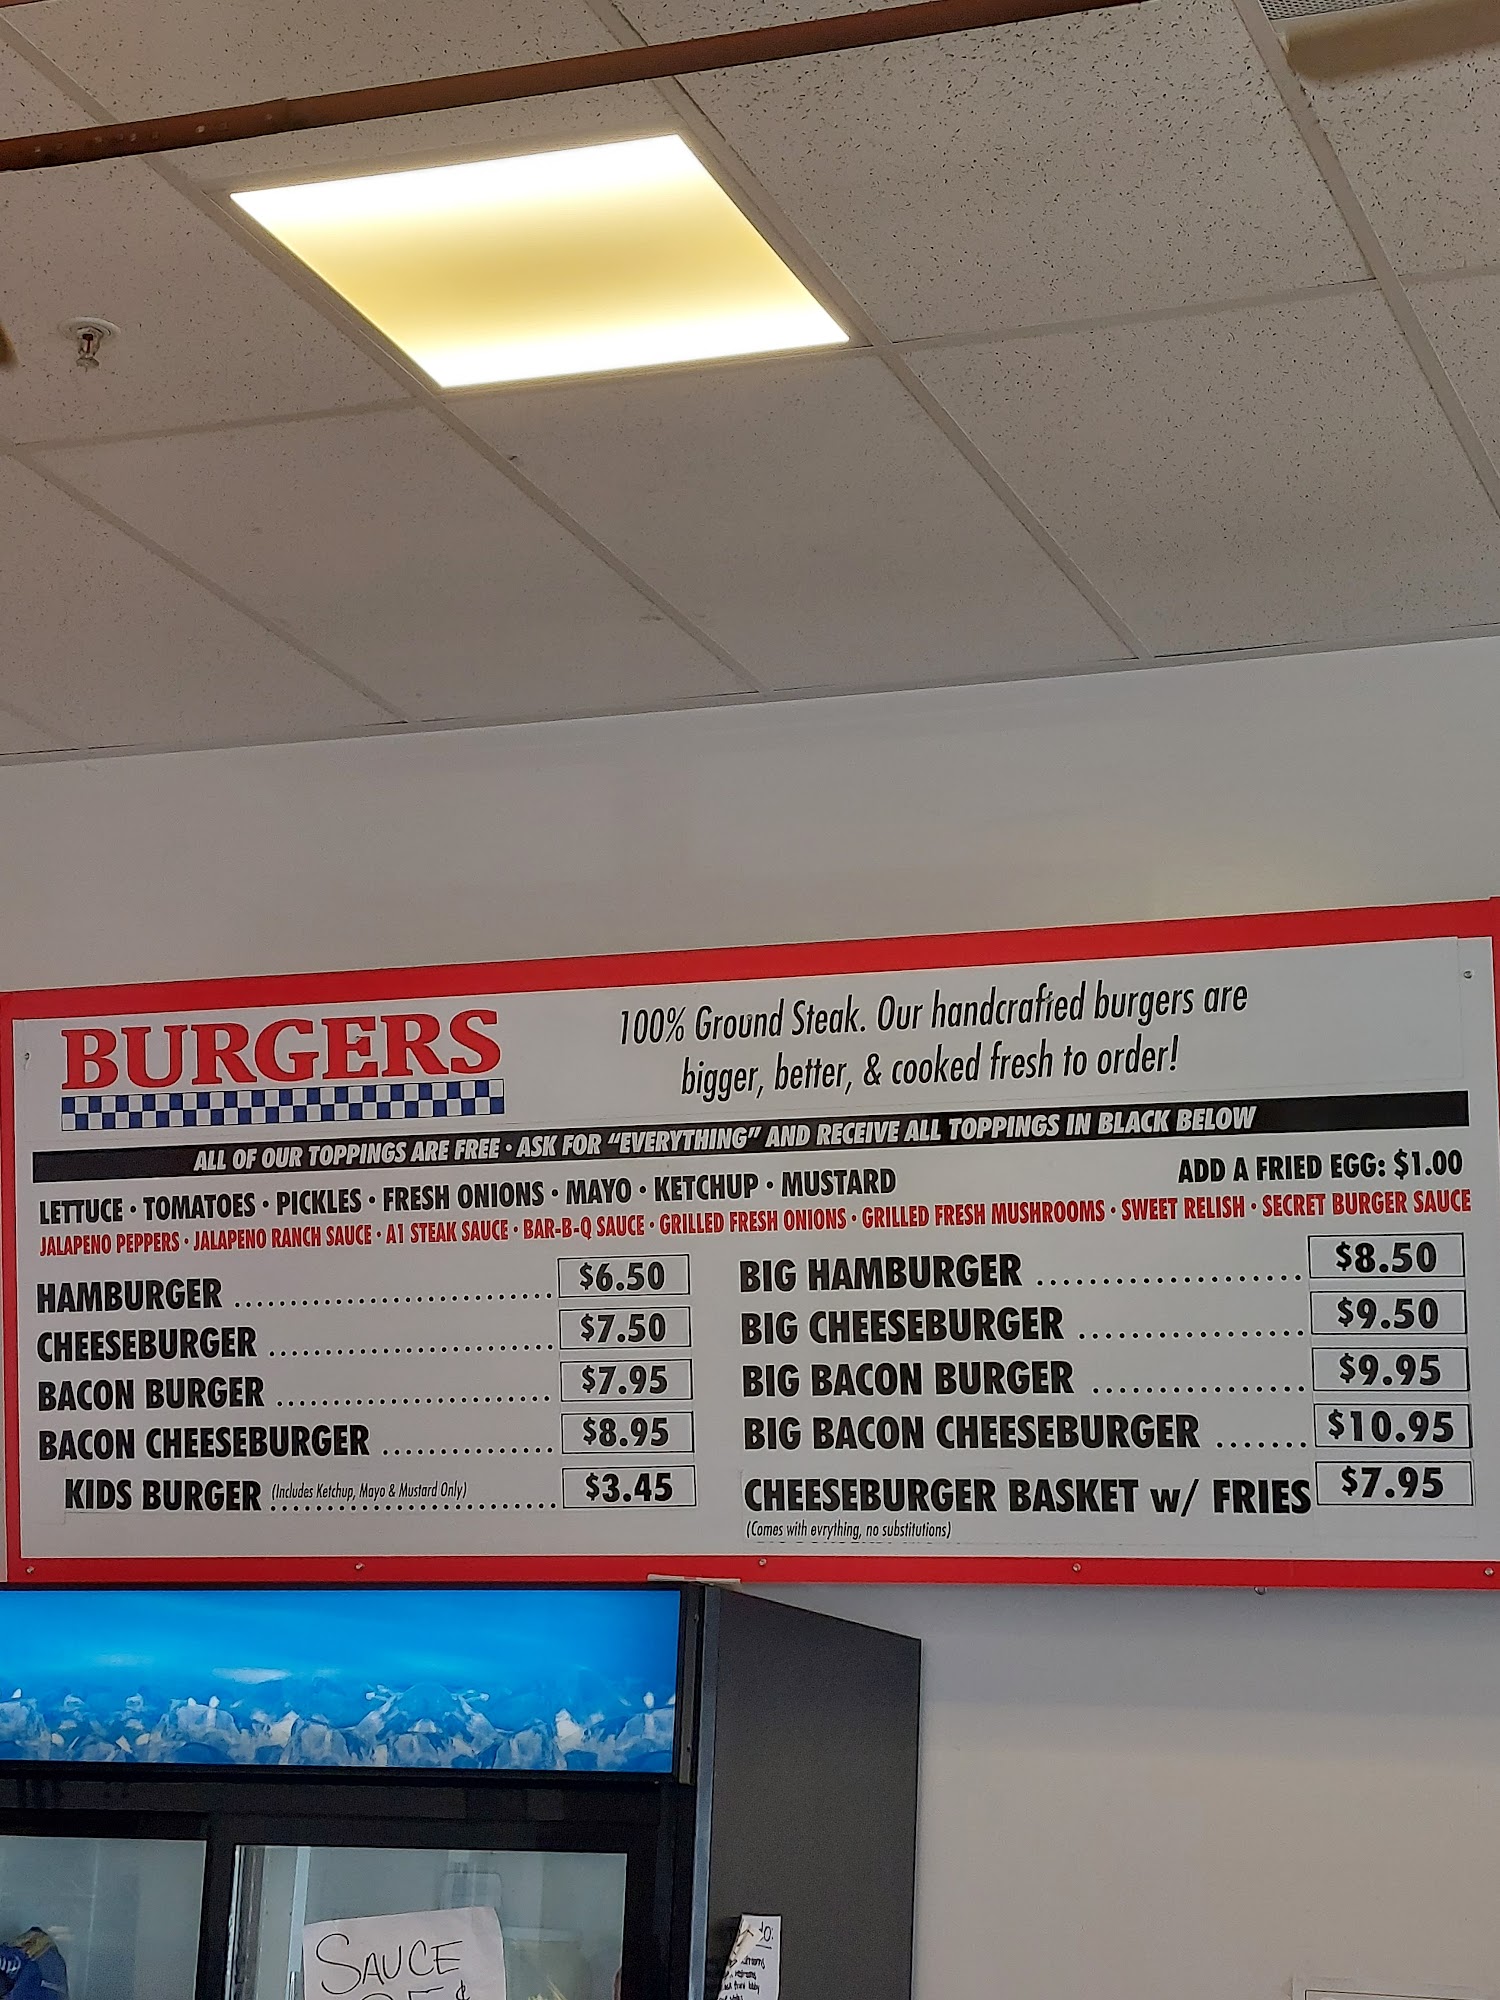 BURGERS
100% Ground Steak. Our handcrafted burgers are
bigger, better, & cooked fresh to order!
ALL OF OUR TOPPINGS ARE FREE · ASK FOR "EVERYTHING" AND RECEIVE ALL TOPPINGS IN BLACK BELOW
LETTUCE · TOMATOES · PICKLES · FRESH ONIONS · MAYO · KETCHUP · MUSTARD
ADD A FRIED EGG: $1.00
JALAPENO PEPPERS · JALAPENO RANCH SAUCE · A1 STEAK SAUCE · BAR-B-Q SAUCE · GRILLED FRESH ONIONS · GRILLED FRESH MUSHROOMS · SWEET RELISH · SECRET BURGER SAUCE
HAMBURGER $6.50
CHEESEBURGER $7.50
BACON BURGER $7.95
BACON CHEESEBURGER $8.95
KIDS BURGER (Includes Ketchup, Mayo & Mustard Only) $3.45
BIG HAMBURGER $8.50
BIG CHEESEBURGER $9.50
BIG BACON BURGER $9.95
BIG BACON CHEESEBURGER $10.95
CHEESEBURGER BASKET w/ FRIES $7.95
(Comes with evrything, no substitutions)
SAUCE